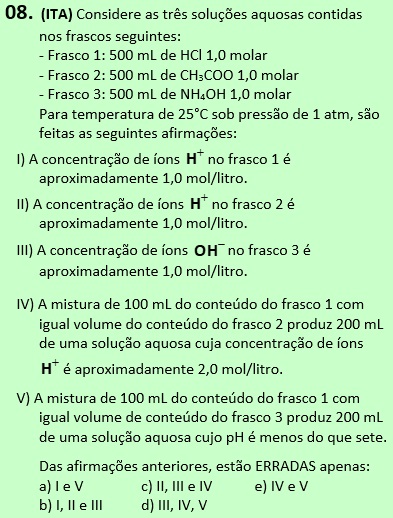 08. (ITA) Considere as três soluções aquosas contidas
nos frascos seguintes:
- Frasco 1: 500 mL de HCl 1,0 molar
- Frasco 2: 500 mL de CH₃COO 1,0 molar
- Frasco 3: 500 mL de NH₄OH 1,0 molar
Para temperatura de 25°C sob pressão de 1 atm, são
feitas as seguintes afirmações:
I) A concentração de íons H⁺ no frasco 1 é
aproximadamente 1,0 mol/litro.
II) A concentração de íons H⁺ no frasco 2 é
aproximadamente 1,0 mol/litro.
III) A concentração de íons OH⁻ no frasco 3 é
aproximadamente 1,0 mol/litro.
IV) A mistura de 100 mL do conteúdo do frasco 1 com
igual volume do conteúdo do frasco 2 produz 200 mL
de uma solução aquosa cuja concentração de íons
H⁺ é aproximadamente 2,0 mol/litro.
V) A mistura de 100 mL do conteúdo do frasco 1 com
igual volume de conteúdo do frasco 3 produz 200 mL
de uma solução aquosa cujo pH é menos do que sete.
Das afirmações anteriores, estão ERRADAS apenas:
a) I e V c) II, III e IV e) IV e V
b) I, II e III d) III, IV, V